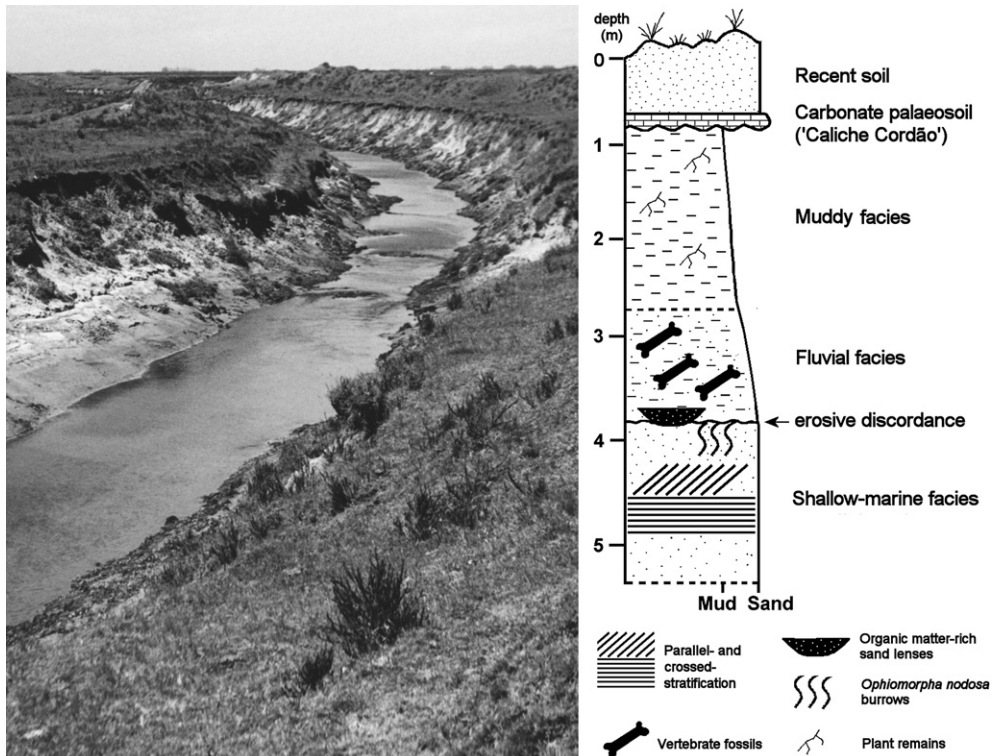 depth
(m)
0
Recent soil
Carbonate palaeosoil
('Caliche Cordão')
1
Muddy facies
2
3
Fluvial facies
erosive discordance
4
Shallow-marine facies
5
Mud Sand
Parallel- and
crossed-
stratification
Organic matter-rich
sand lenses
Ophiomorpha nodosa
burrows
Vertebrate fossils
Plant remains